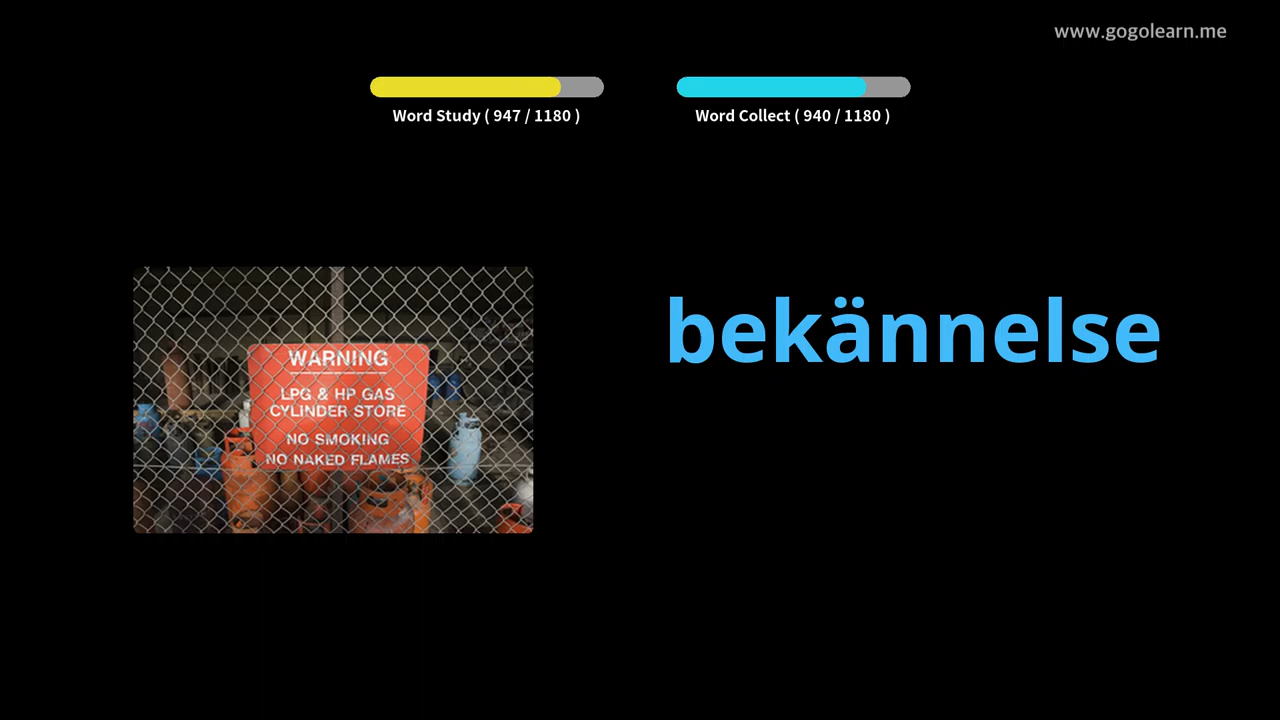 www.gogolearn.me
Word Study ( 947 / 1180 )
Word Collect ( 940 / 1180 )
WARNING
LPG & HP GAS
CYLINDER STORE
NO SMOKING
NO NAKED FLAMES
bekännelse